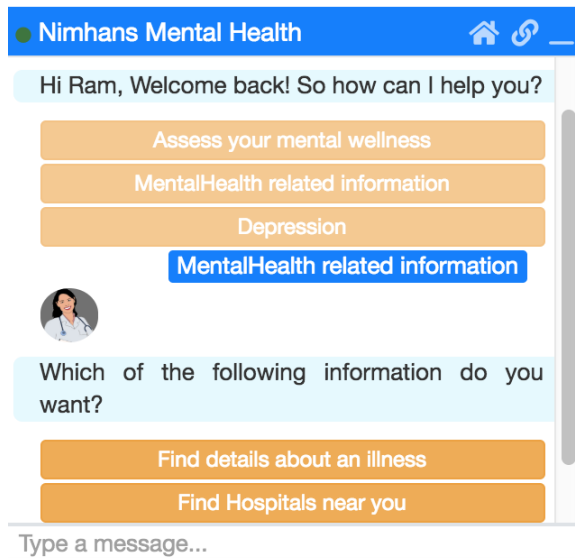 Nimhans Mental Health
Hi Ram, Welcome back! So how can I help you?
Assess your mental wellness
MentalHealth related information
Depression
MentalHealth related information
Which of the following information do you
want?
Find details about an illness
Find Hospitals near you
Type a message...